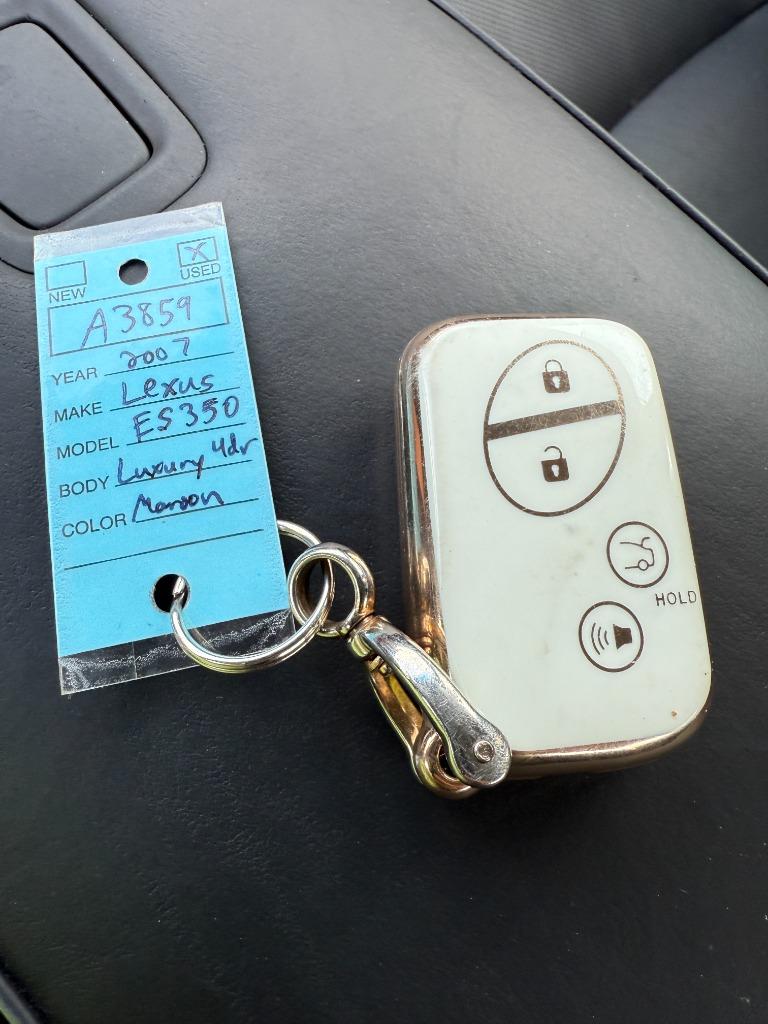 NEW
X
USED
A3859
YEAR 2007
MAKE Lexus
MODEL ES350
BODY Luxury 4dr
COLOR Maroon
HOLD